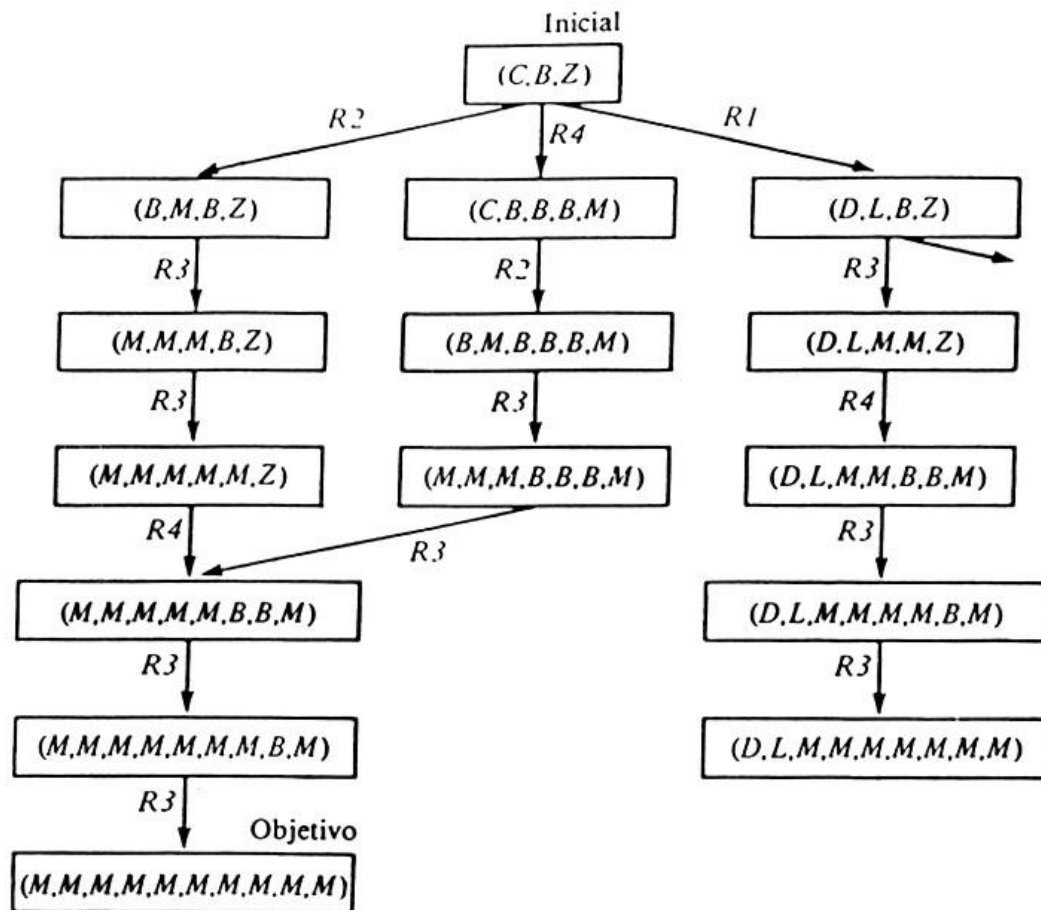 Inicial
(C,B,Z)
R2
R4
R1
(B,M,B,Z)
(C,B,B,B,M)
(D,L,B,Z)
R3
R2
R3
(M,M,M,B,Z)
(B,M,B,B,B,M)
(D,L,M,M,Z)
R3
R3
R4
(M,M,M,M,M,Z)
(M,M,M,B,B,B,M)
(D,L,M,M,B,B,M)
R4
R3
R3
(M,M,M,M,M,B,B,M)
(D,L,M,M,M,M,B,M)
R3
R3
(M,M,M,M,M,M,M,B,M)
(D,L,M,M,M,M,M,M,M)
R3
Objetivo
(M,M,M,M,M,M,M,M,M,M)